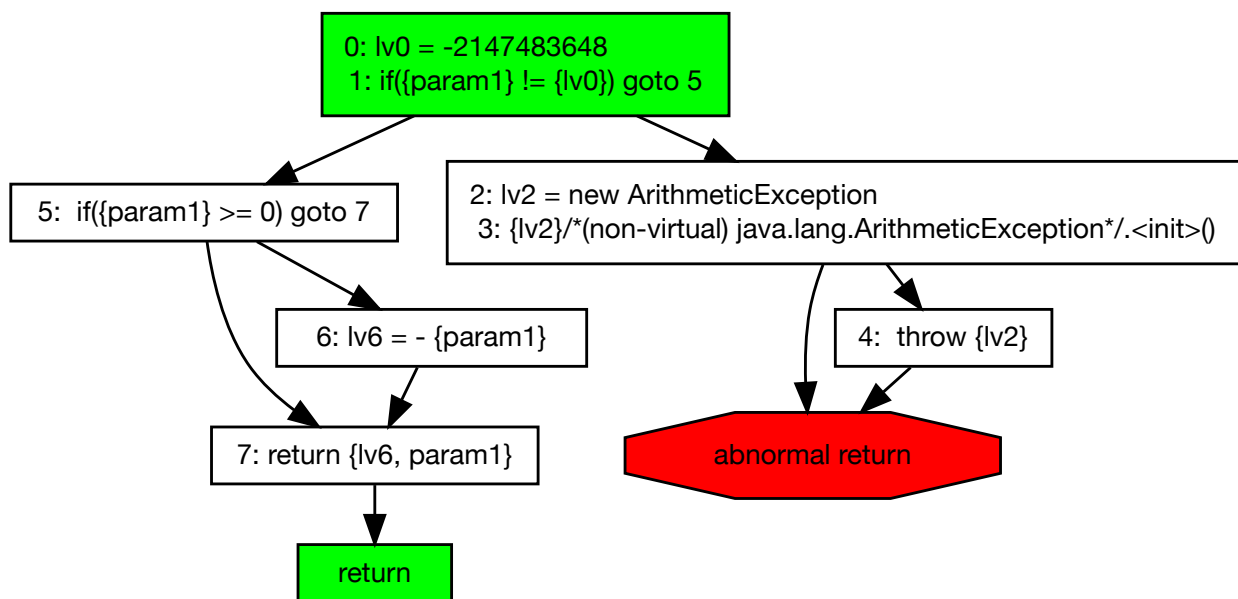 0: lv0 = -2147483648
1: if({param1} != {lv0}) goto 5
5: if({param1} >= 0) goto 7
2: lv2 = new ArithmeticException
3: {lv2}/*(non-virtual) java.lang.ArithmeticException*/.<init>()
6: lv6 = - {param1}
4: throw {lv2}
7: return {lv6, param1}
abnormal return
return